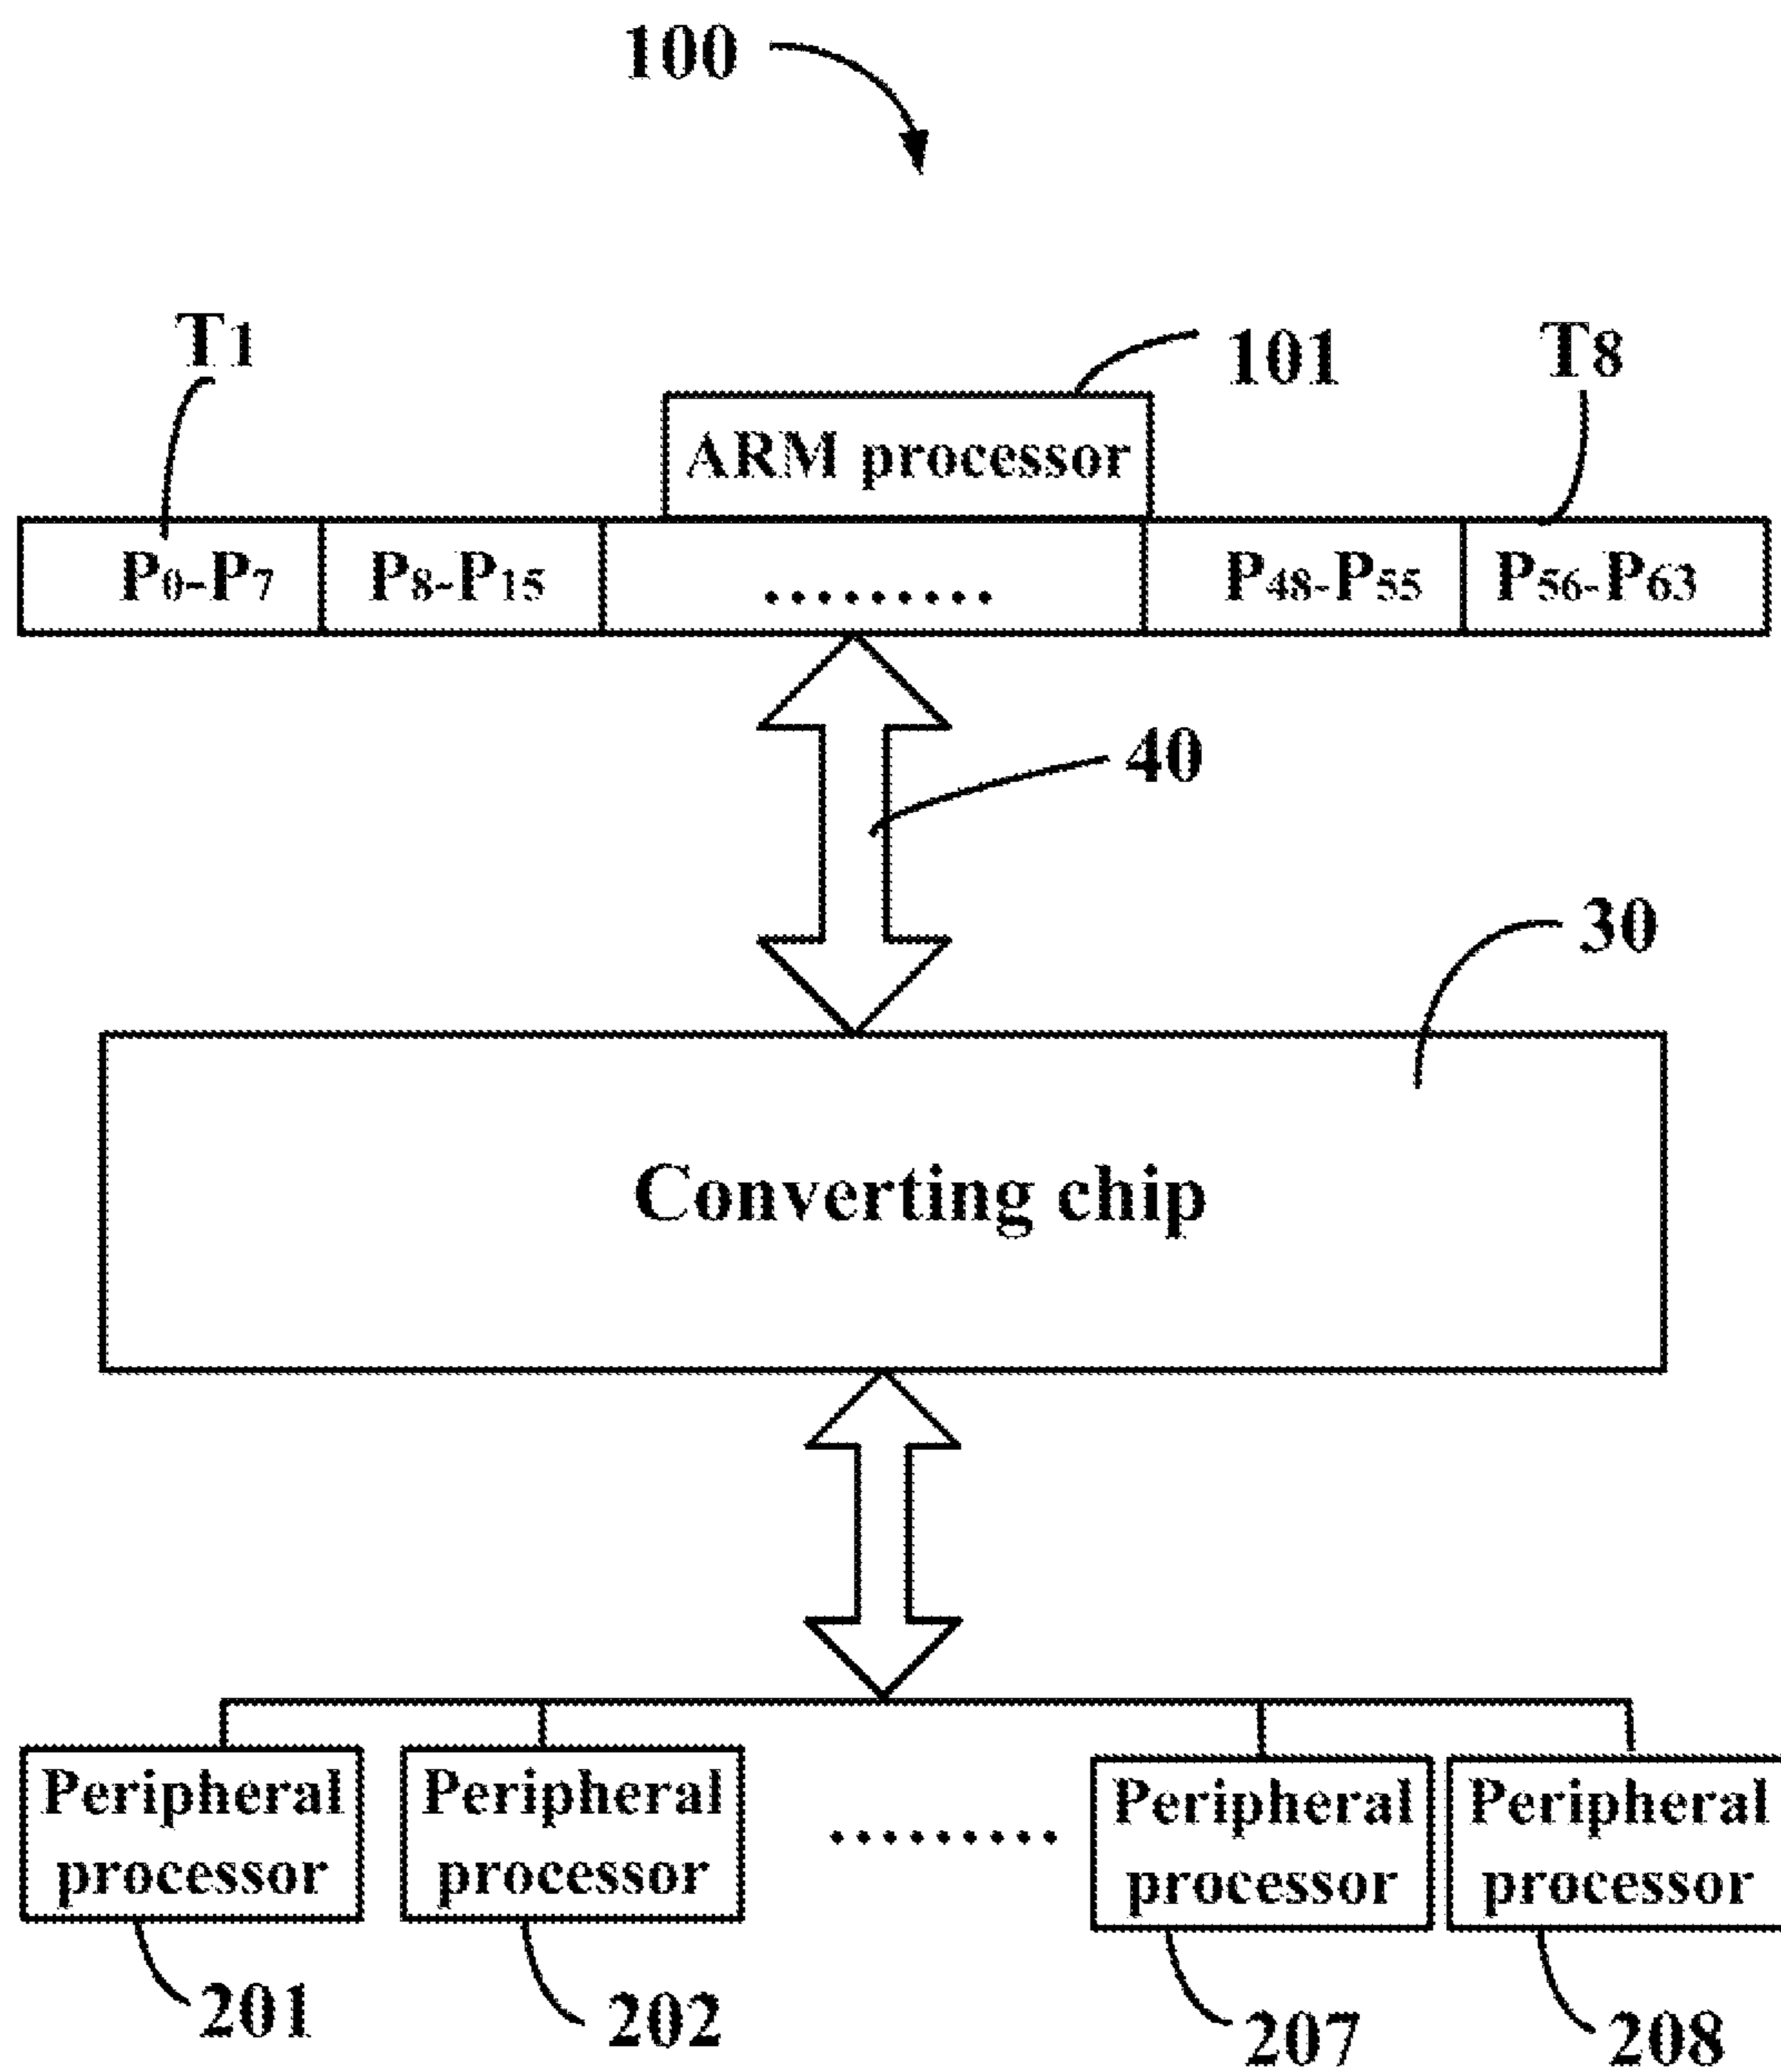 100
T1
101
T8
ARM processor
P0-P7 P8-P15 ......... P48-P55 P56-P63
40
30
Converting chip
Peripheral processor
Peripheral processor
.........
Peripheral processor
Peripheral processor
201
202
207
208